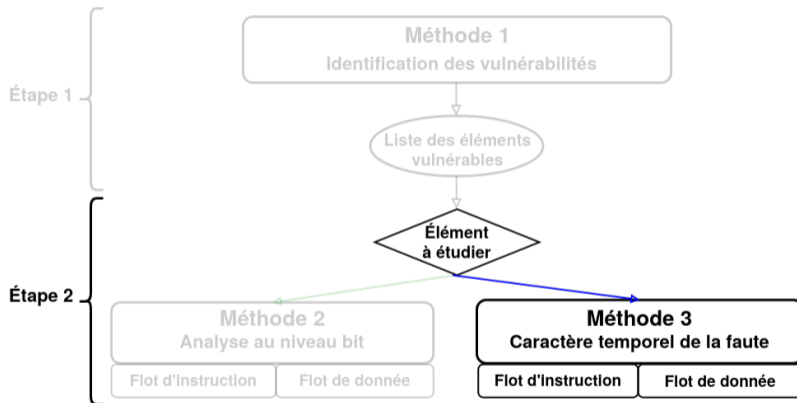 Méthode 1
Identification des vulnérabilités
Étape 1
Liste des éléments
vulnérables
Élément
à étudier
Étape 2
Méthode 2
Analyse au niveau bit
Flot d'instruction
Flot de donnée
Méthode 3
Caractère temporel de la faute
Flot d'instruction
Flot de donnée